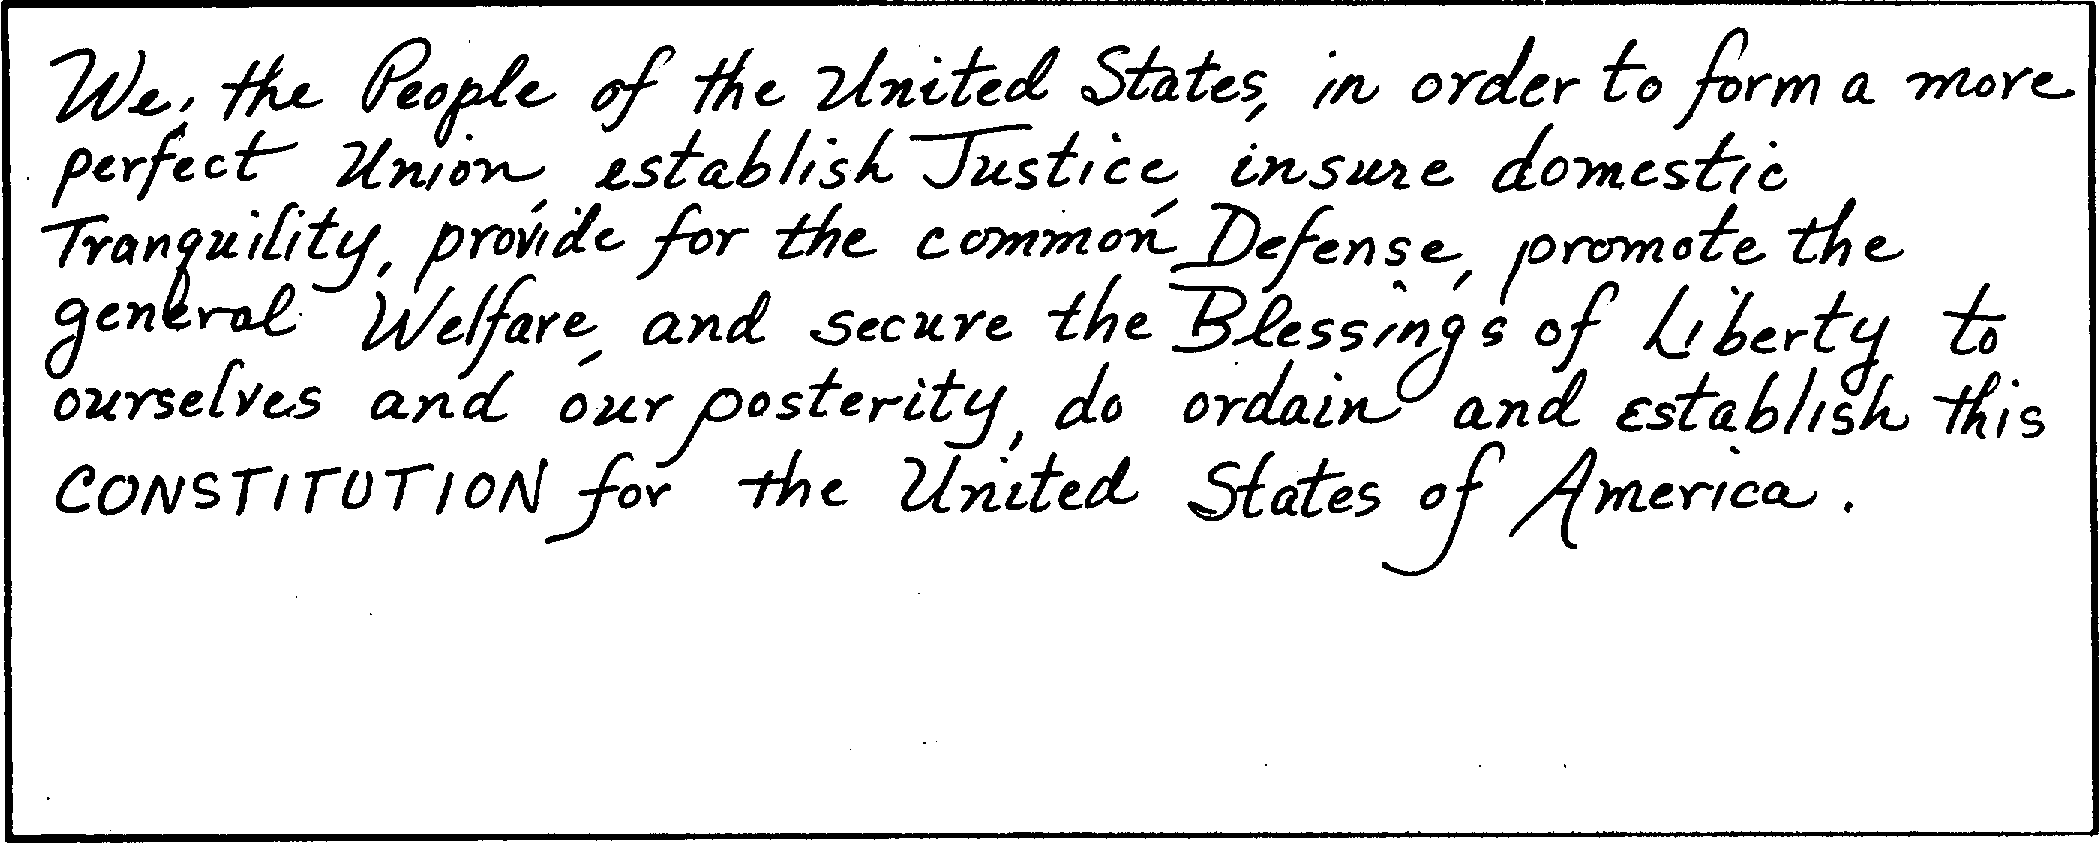 We, the People of the United States, in order to form a more
perfect Union, establish Justice, insure domestic
Tranquility, provide for the common Defense, promote the
general Welfare, and secure the Blessings of Liberty to
ourselves and our posterity, do ordain and establish this
CONSTITUTION for the United States of America.